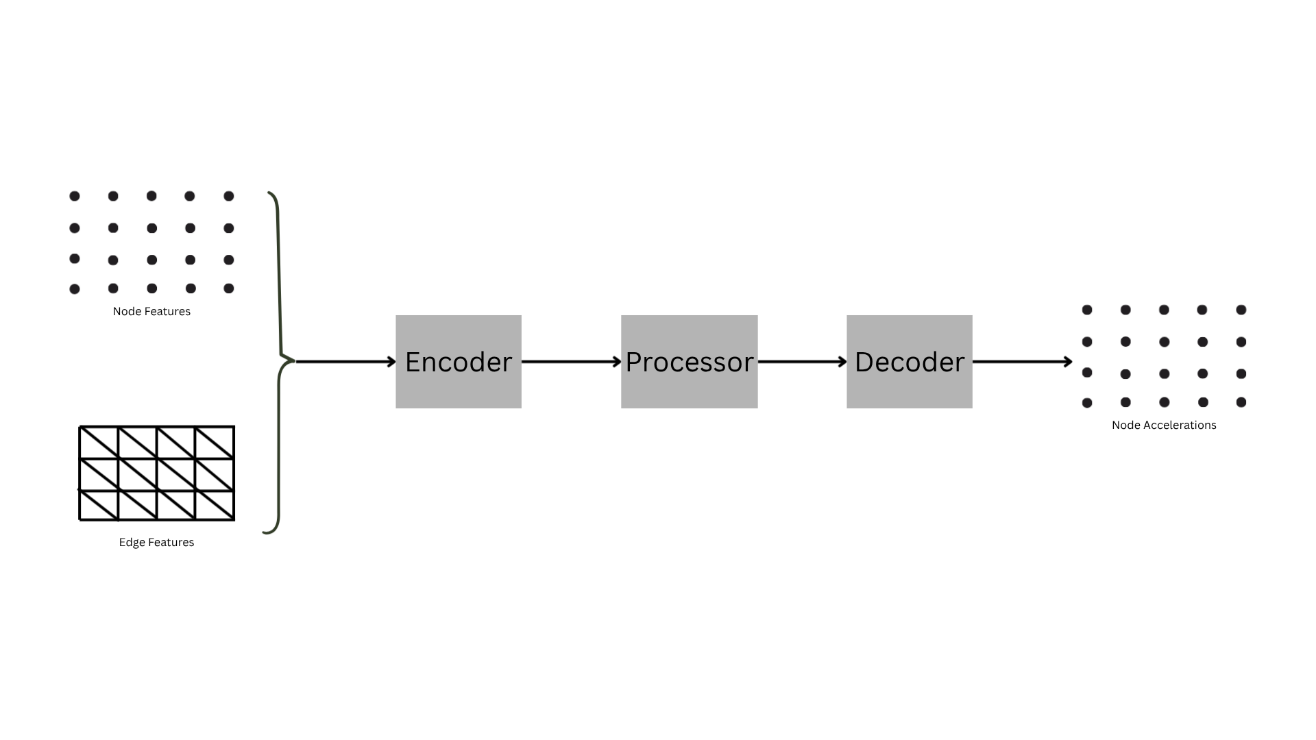 Node Features
Edge Features
Encoder
Processor
Decoder
Node Accelerations